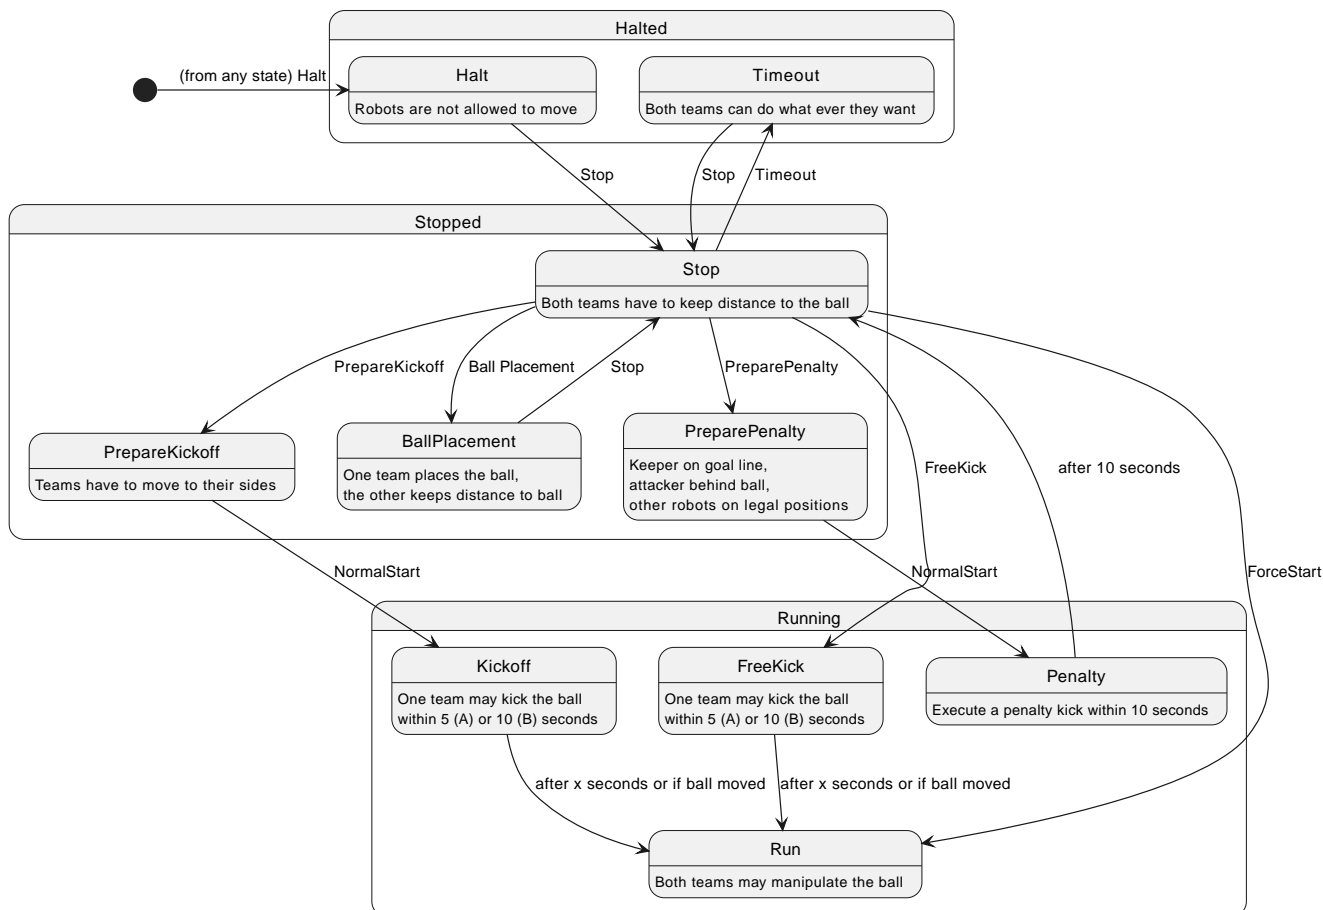 Halted
(from any state) Halt
Halt
Robots are not allowed to move
Timeout
Both teams can do what ever they want
Stop
Stop
Timeout
Stopped
Stop
Both teams have to keep distance to the ball
PrepareKickoff
Ball Placement
Stop
PreparePenalty
PrepareKickoff
Teams have to move to their sides
BallPlacement
One team places the ball,
the other keeps distance to ball
PreparePenalty
Keeper on goal line,
attacker behind ball,
other robots on legal positions
FreeKick
after 10 seconds
NormalStart
NormalStart
ForceStart
Running
Kickoff
One team may kick the ball
within 5 (A) or 10 (B) seconds
FreeKick
One team may kick the ball
within 5 (A) or 10 (B) seconds
Penalty
Execute a penalty kick within 10 seconds
after x seconds or if ball moved
after x seconds or if ball moved
Run
Both teams may manipulate the ball